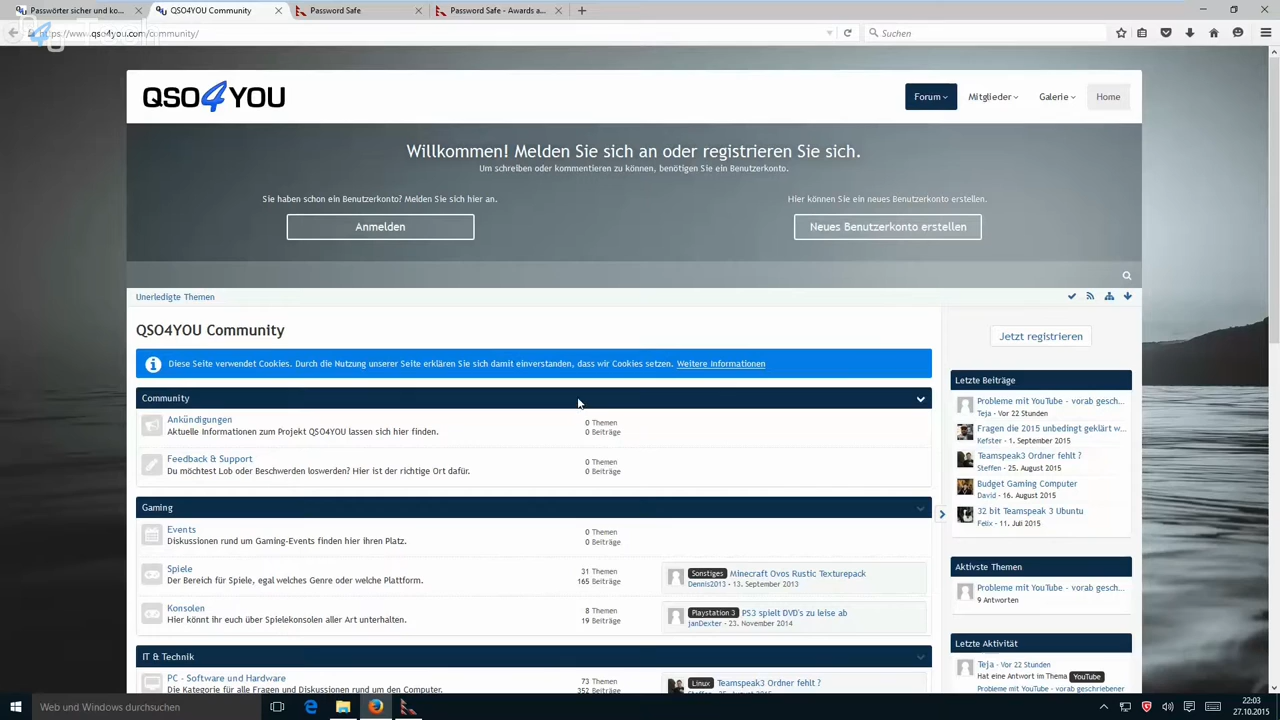 Passwörter sicher und ko...
QSO4YOU Community
Password Safe
Password Safe - Awards a...
https://www.qso4you.com/community/
Suchen
QSO4YOU
Forum
Mitglieder
Galerie
Home
Willkommen! Melden Sie sich an oder registrieren Sie sich.
Um schreiben oder kommentieren zu können, benötigen Sie ein Benutzerkonto.
Sie haben schon ein Benutzerkonto? Melden Sie sich hier an.
Hier können Sie ein neues Benutzerkonto erstellen.
Anmelden
Neues Benutzerkonto erstellen
Unerledigte Themen
QSO4YOU Community
Jetzt registrieren
Diese Seite verwendet Cookies. Durch die Nutzung unserer Seite erklären Sie sich damit einverstanden, dass wir Cookies setzen. Weitere Informationen
Community
Ankündigungen
Aktuelle Informationen zum Projekt QSO4YOU lassen sich hier finden.
0 Themen
0 Beiträge
Feedback & Support
Du möchtest Lob oder Beschwerden loswerden? Hier ist der richtige Ort dafür.
0 Themen
0 Beiträge
Gaming
Events
Diskussionen rund um Gaming-Events finden hier ihren Platz.
0 Themen
0 Beiträge
Spiele
Der Bereich für Spiele, egal welches Genre oder welche Plattform.
31 Themen
165 Beiträge
Sonstiges Minecraft Ovos Rustic Texturepack
Dennis2013 - 13. September 2013
Konsolen
Hier könnt ihr euch über Spielekonsolen aller Art unterhalten.
8 Themen
19 Beiträge
Playstation 3 PS3 spielt DVD's zu leise ab
janDexter - 23. November 2014
IT & Technik
PC - Software und Hardware
Die Kategorie für alle Fragen und Diskussionen rund um den Computer.
73 Themen
352 Beiträge
Linux Teamspeak3 Ordner fehlt ?
Letzte Beiträge
Probleme mit YouTube - vorab gesch...
Teja - Vor 22 Stunden
Fragen die 2015 unbedingt geklärt w...
Kefster - 1. September 2015
Teamspeak3 Ordner fehlt ?
Steffen - 25. August 2015
Budget Gaming Computer
David - 16. August 2015
32 bit Teamspeak 3 Ubuntu
Felix - 11. Juli 2015
Aktivste Themen
Probleme mit YouTube - vorab gesch...
9 Antworten
Letzte Aktivität
Teja - Vor 22 Stunden
Hat eine Antwort im Thema YouTube
Probleme mit YouTube - vorab geschriebener
Web und Windows durchsuchen
22:03
27.10.2015